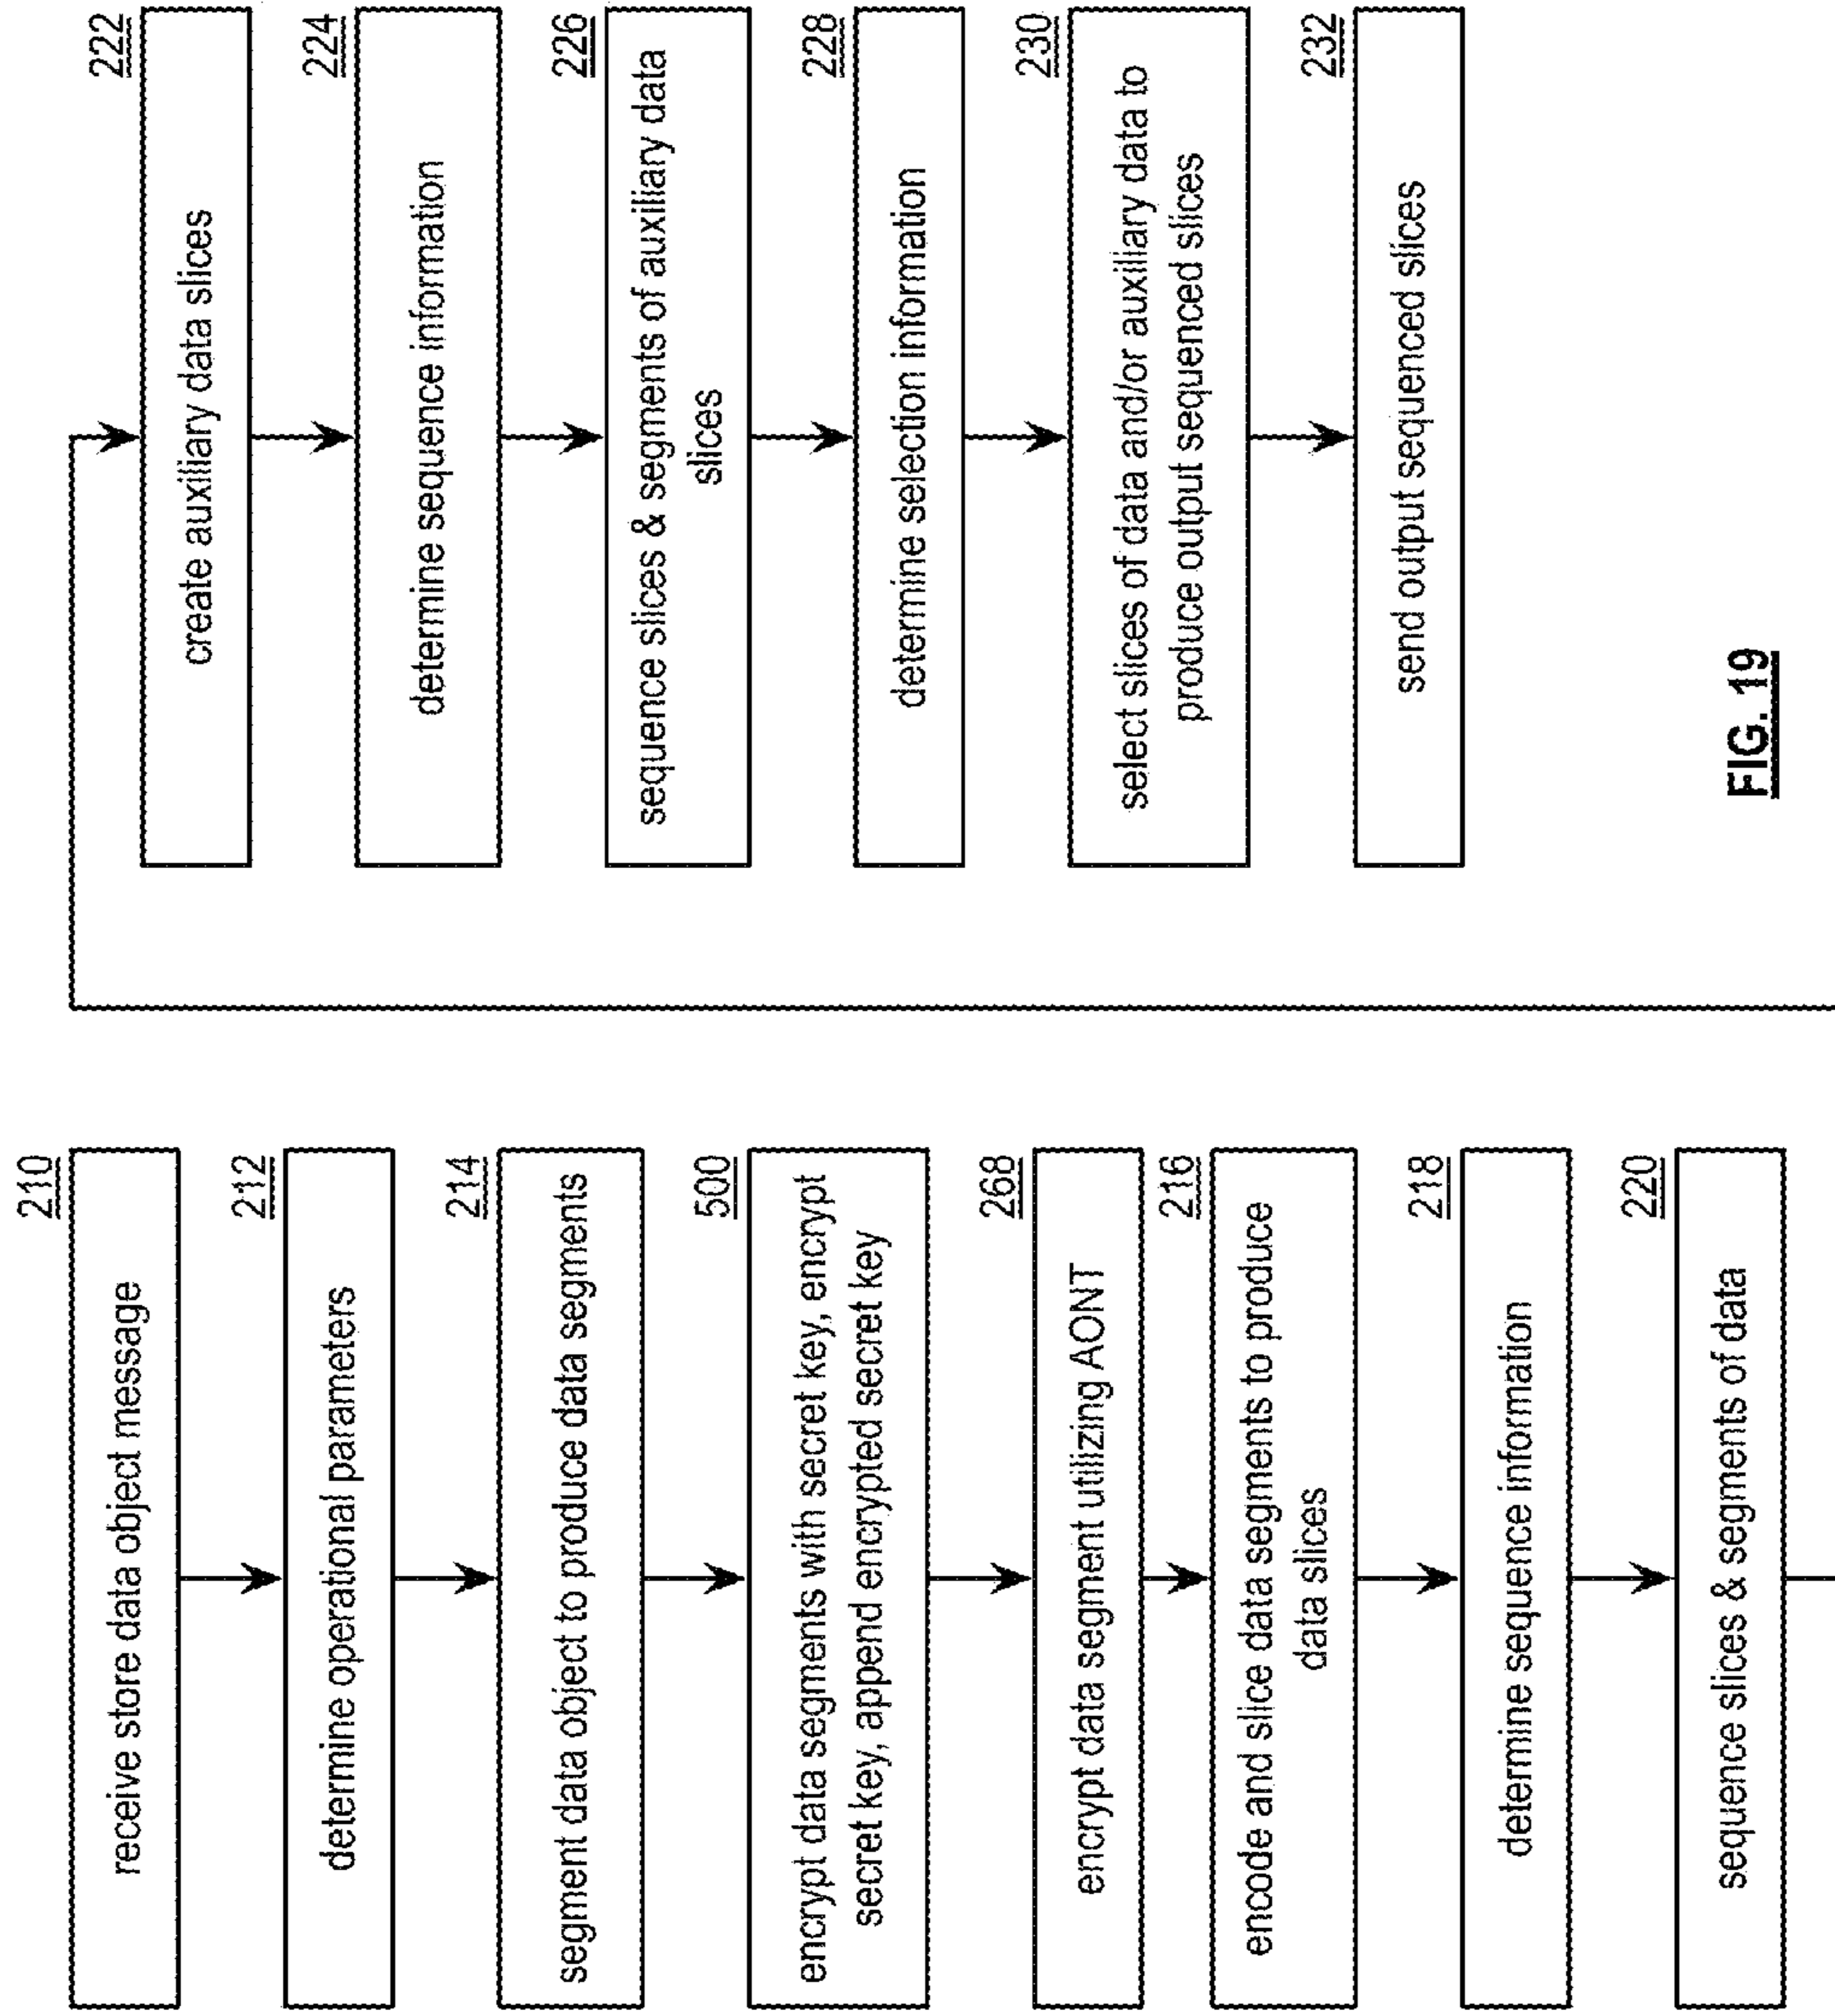 210
receive store data object message
212
determine operational parameters
214
segment data object to produce data segments
500
encrypt data segments with secret key, encrypt
secret key, append encrypted secret key
268
encrypt data segment utilizing AONT
216
encode and slice data segments to produce
data slices
218
determine sequence information
220
sequence slices & segments of data
222
create auxiliary data slices
224
determine sequence information
226
sequence slices & segments of auxiliary data
slices
228
determine selection information
230
select slices of data and/or auxiliary data to
produce output sequenced slices
232
send output sequenced slices
FIG. 19